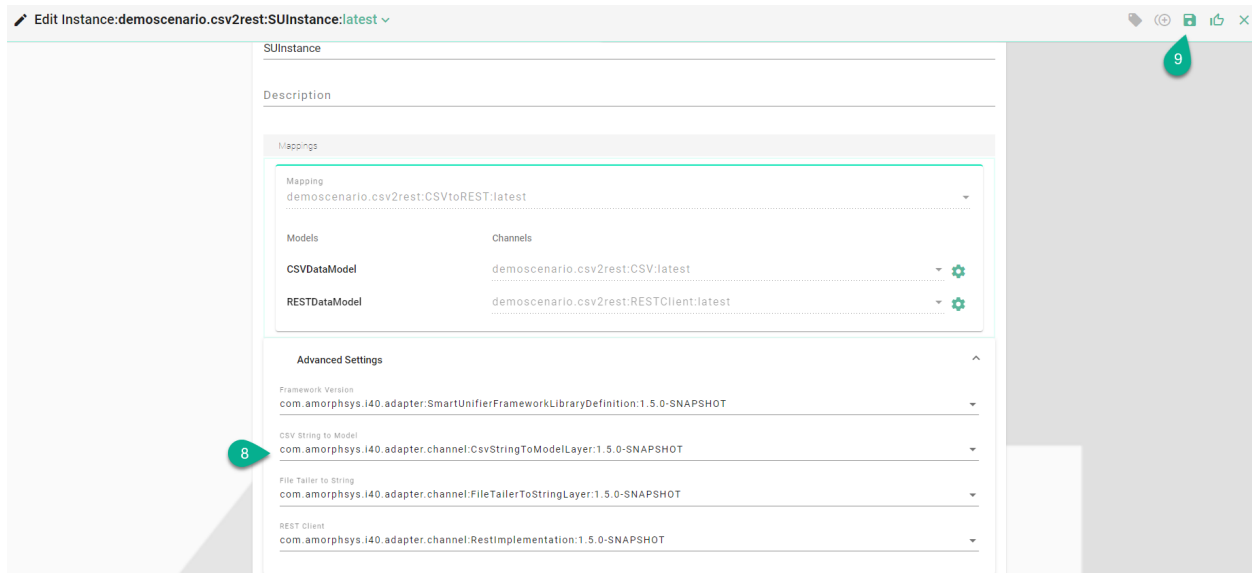 Edit Instance:demoscenario.csv2rest:SUInstance:latest
9
SUInstance
Description
Mappings
Mapping
demoscenario.csv2rest:CSVtoREST:latest
Models Channels
CSVDataModel demoscenario.csv2rest:CSV:latest
RESTDataModel demoscenario.csv2rest:RESTClient:latest
Advanced Settings
Framework Version
com.amorphsys.i40.adapter:SmartUnifierFrameworkLibraryDefinition:1.5.0-SNAPSHOT
CSV String to Model
8 com.amorphsys.i40.adapter.channel:CsvStringToModelLayer:1.5.0-SNAPSHOT
File Tailer to String
com.amorphsys.i40.adapter.channel:FileTailerToStringLayer:1.5.0-SNAPSHOT
REST Client
com.amorphsys.i40.adapter.channel:RestImplementation:1.5.0-SNAPSHOT